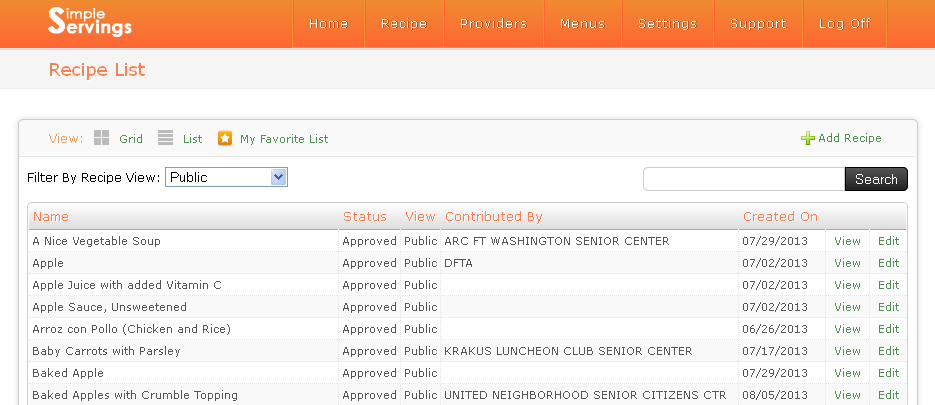 Simple
Servings
Home Recipe Providers Menus Settings Support Log Off
Recipe List
View: Grid List My Favorite List Add Recipe
Filter By Recipe View: Public Search
Name Status View Contributed By Created On
A Nice Vegetable Soup Approved Public ARC FT WASHINGTON SENIOR CENTER 07/29/2013 View Edit
Apple Approved Public DFTA 07/02/2013 View Edit
Apple Juice with added Vitamin C Approved Public 07/02/2013 View Edit
Apple Sauce, Unsweetened Approved Public 07/02/2013 View Edit
Arroz con Pollo (Chicken and Rice) Approved Public 06/26/2013 View Edit
Baby Carrots with Parsley Approved Public KRAKUS LUNCHEON CLUB SENIOR CENTER 07/17/2013 View Edit
Baked Apple Approved Public 07/29/2013 View Edit
Baked Apples with Crumble Topping Approved Public UNITED NEIGHBORHOOD SENIOR CITIZENS CTR 08/05/2013 View Edit